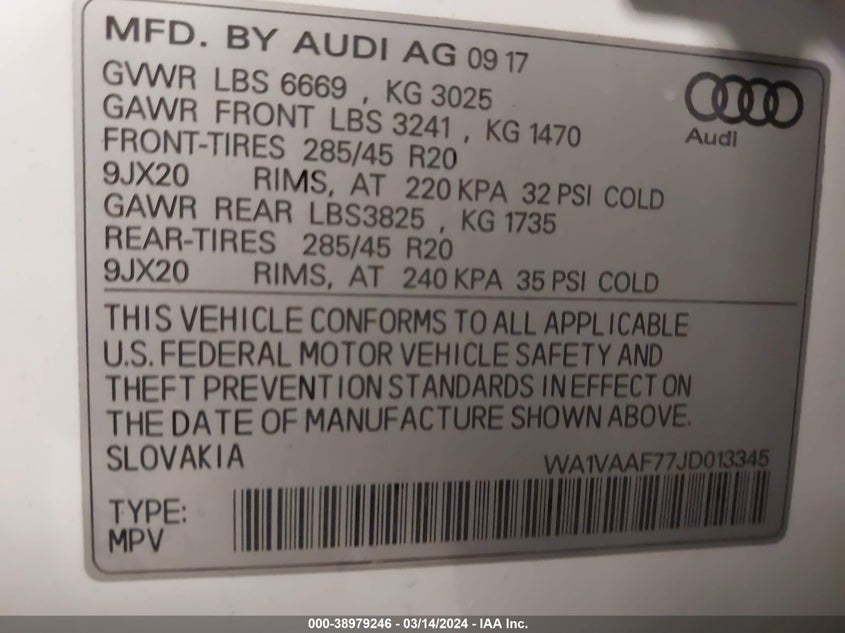 MFD. BY AUDI AG 09 17
GVWR LBS 6669 , KG 3025
GAWR FRONT LBS 3241 , KG 1470
FRONT-TIRES 285/45 R20
9JX20 RIMS, AT 220 KPA 32 PSI COLD
GAWR REAR LBS3825 , KG 1735
REAR-TIRES 285/45 R20
9JX20 RIMS, AT 240 KPA 35 PSI COLD
Audi
THIS VEHICLE CONFORMS TO ALL APPLICABLE
U.S. FEDERAL MOTOR VEHICLE SAFETY AND
THEFT PREVENTION STANDARDS IN EFFECT ON
THE DATE OF MANUFACTURE SHOWN ABOVE.
SLOVAKIA WA1VAAF77JD013345
TYPE:
MPV
000-38979246 - 03/14/2024 - IAA Inc.